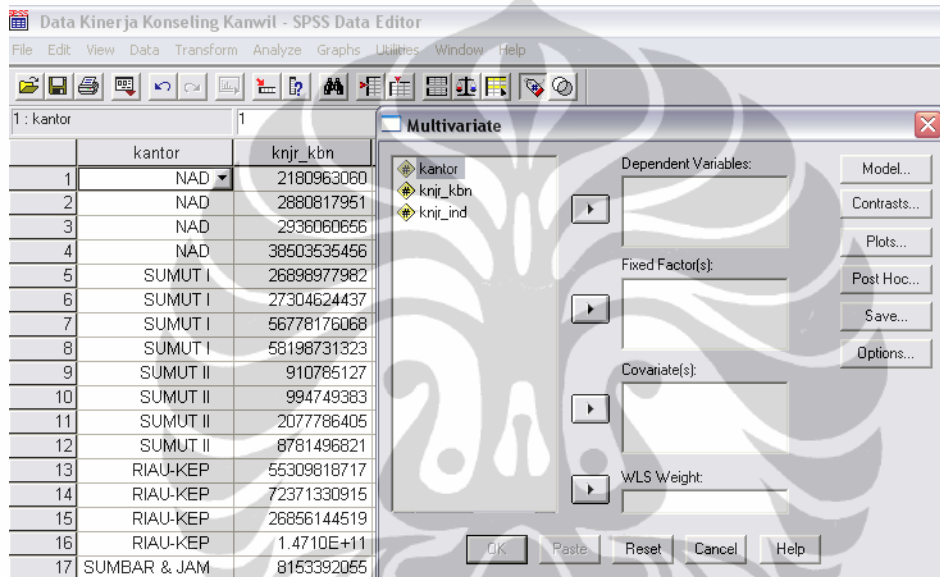 Data Kinerja Konseling Kanwil - SPSS Data Editor
File Edit View Data Transform Analyze Graphs Utilities Window Help
1 : kantor 1
kantor knjr_kbn
1 NAD 2180963060
2 NAD 2880817951
3 NAD 2936060656
4 NAD 38503535456
5 SUMUT I 26898977982
6 SUMUT I 27304624437
7 SUMUT I 56778176068
8 SUMUT I 58198731323
9 SUMUT II 910785127
10 SUMUT II 994749383
11 SUMUT II 2077786405
12 SUMUT II 8781496821
13 RIAU-KEP 55309818717
14 RIAU-KEP 72371330915
15 RIAU-KEP 26856144519
16 RIAU-KEP 1.4710E+11
17 SUMBAR & JAM 8153392055
Multivariate
kantor
knjr_kbn
knjr_ind
Dependent Variables:
Fixed Factor(s):
Covariate(s):
WLS Weight:
Model...
Contrasts...
Plots...
Post Hoc...
Save...
Options...
OK Paste Reset Cancel Help